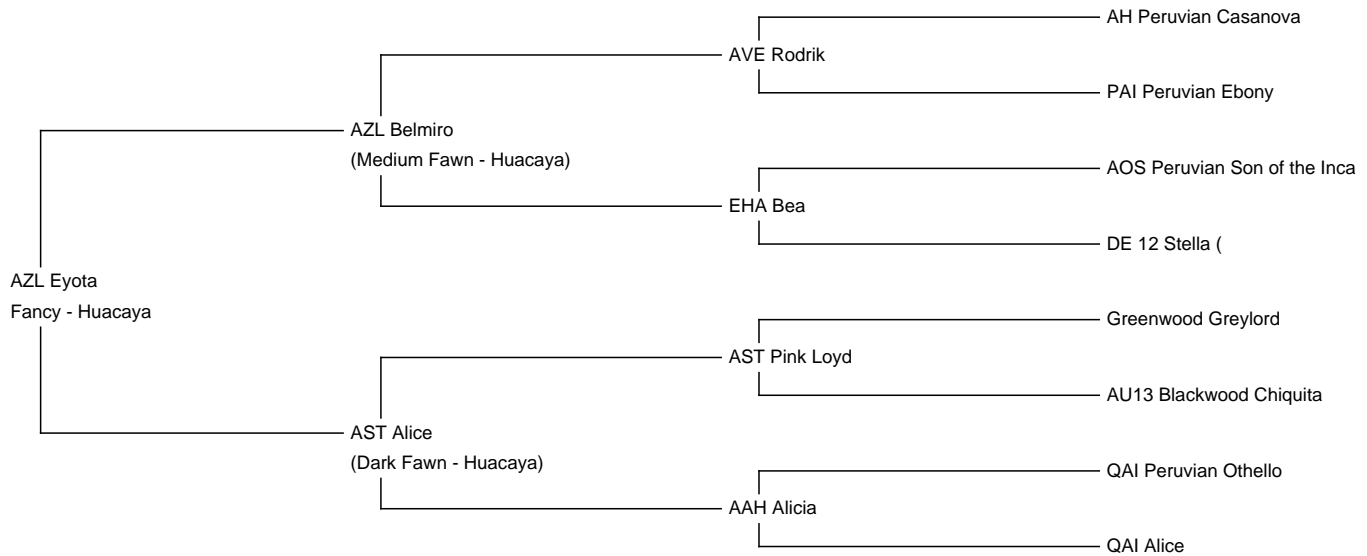 AH Peruvian Casanova
AVE Rodrik
PAI Peruvian Ebony
AZL Belmiro
(Medium Fawn - Huacaya)
AOS Peruvian Son of the Inca
EHA Bea
DE 12 Stella (
AZL Eyota
Fancy - Huacaya
Greenwood Greylord
AST Pink Loyd
AU13 Blackwood Chiquita
AST Alice
(Dark Fawn - Huacaya)
QAI Peruvian Othello
AAH Alicia
QAI Alice